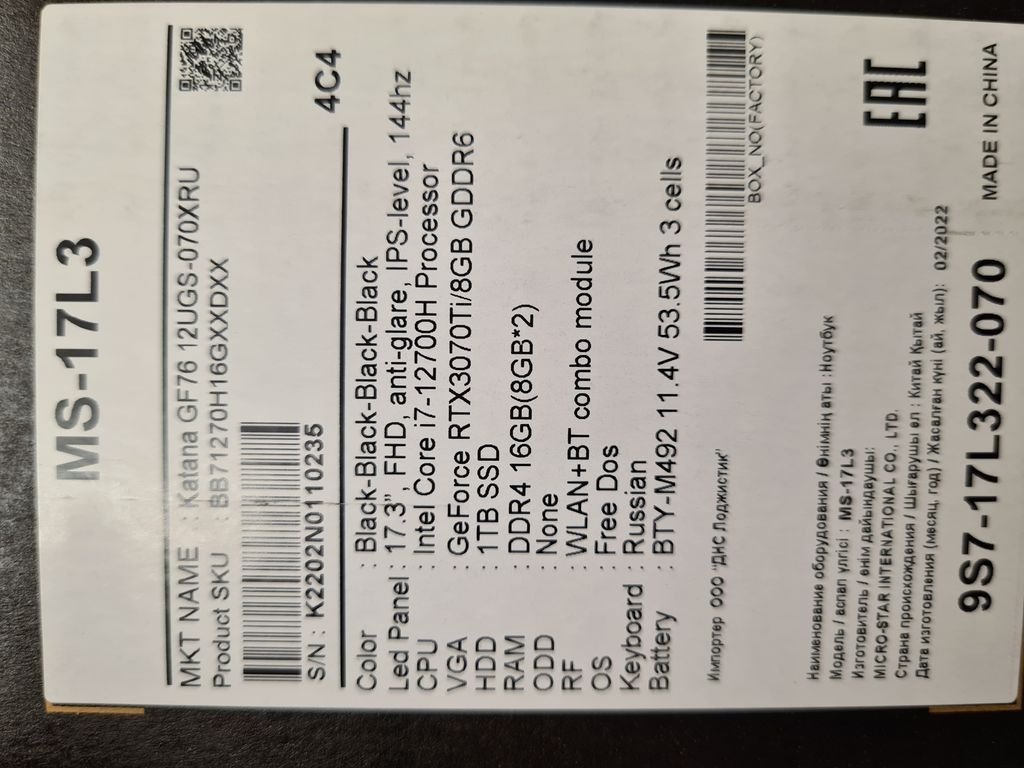 MS-17L3
MKT NAME : Katana GF76 12UGS-070XRU
Product SKU : BB71270H16GXXDXX
S/N : K2202N0110235
4C4
Color : Black-Black-Black-Black
Led Panel : 17.3", FHD, anti-glare, IPS-level, 144hz
CPU : Intel Core i7-12700H Processor
VGA : GeForce RTX3070Ti/8GB GDDR6
HDD : 1TB SSD
RAM : DDR4 16GB(8GB*2)
ODD : None
RF : WLAN+BT combo module
OS : Free Dos
Keyboard : Russian
Battery : BTY-M492 11.4V 53.5Wh 3 cells
Импортер ООО "ДНС Лоджистик"
BOX_NO(FACTORY)
Наименование оборудования / Өнімнің аты : Ноутбук
Модель / аспап үлгісі : MS-17L3
Изготовитель / өнім дайындаушы:
MICRO-STAR INTERNATIONAL CO., LTD.
Страна происхождения / Шығарушы ел : Китай Қытай
Дата изготовления (месяц, год) / Жасалған күні (ай, жыл): 02/2022
EAC
9S7-17L322-070
MADE IN CHINA